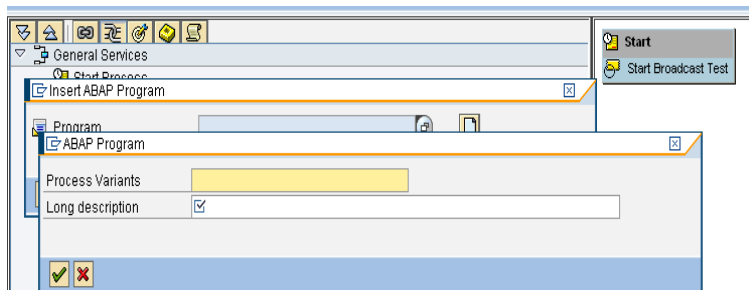 General Services
Start Process
Start
Start Broadcast Test
Insert ABAP Program
Program
ABAP Program
Process Variants
Long description